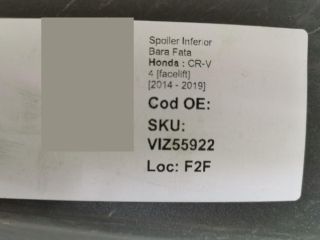 Spoiler Inferior
Bara Fata
Honda : CR-V
4 [facelift]
[2014 - 2019]
Cod OE:
SKU:
VIZ55922
Loc: F2F